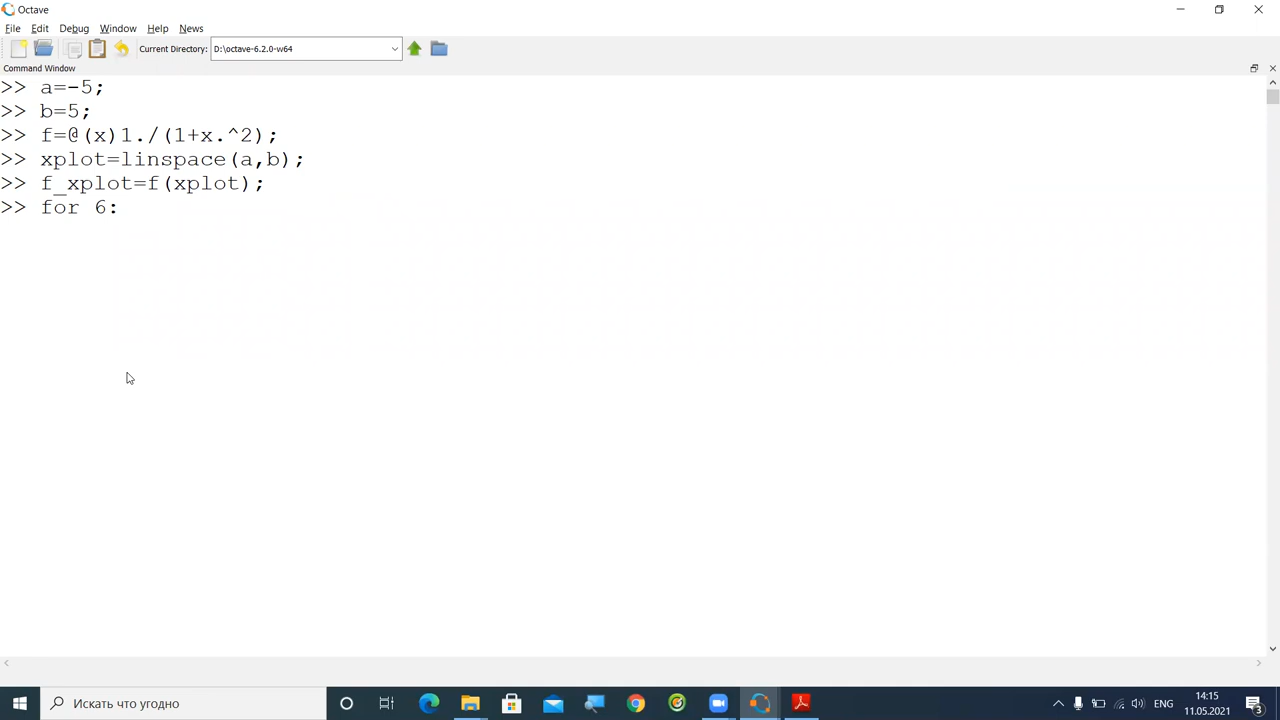 Octave
File Edit Debug Window Help News
Current Directory: D:\octave-6.2.0-w64
Command Window
>> a=-5;
>> b=5;
>> f=@(x)1./(1+x.^2);
>> xplot=linspace(a,b);
>> f_xplot=f(xplot);
>> for 6:
Искать что угодно
ENG
14:15
11.05.2021
3